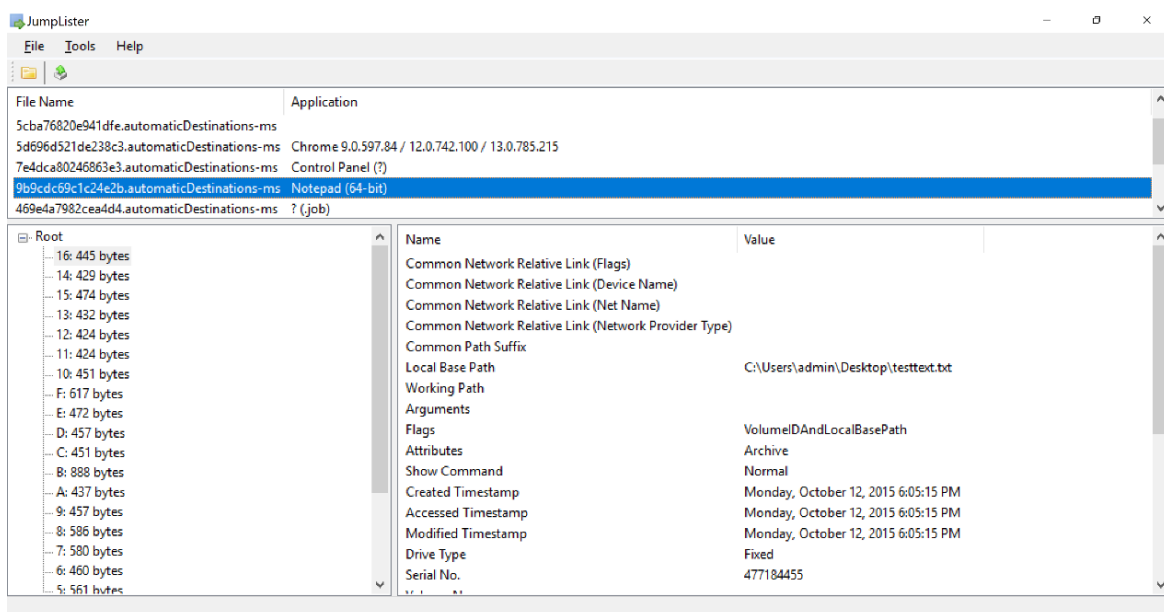 JumpLister
File Tools Help
File Name Application
5cba76820e941dfe.automaticDestinations-ms
5d696d521de238c3.automaticDestinations-ms Chrome 9.0.597.84 / 12.0.742.100 / 13.0.785.215
7e4dca80246863e3.automaticDestinations-ms Control Panel (?)
9b9cdc69c1c24e2b.automaticDestinations-ms Notepad (64-bit)
469e4a7982cea4d4.automaticDestinations-ms ? (.job)
Root
16: 445 bytes
14: 429 bytes
15: 474 bytes
13: 432 bytes
12: 424 bytes
11: 424 bytes
10: 451 bytes
F: 617 bytes
E: 472 bytes
D: 457 bytes
C: 451 bytes
B: 888 bytes
A: 437 bytes
9: 457 bytes
8: 586 bytes
7: 580 bytes
6: 460 bytes
5: 561 bytes
Name Value
Common Network Relative Link (Flags)
Common Network Relative Link (Device Name)
Common Network Relative Link (Net Name)
Common Network Relative Link (Network Provider Type)
Common Path Suffix
Local Base Path C:\Users\admin\Desktop\testtext.txt
Working Path
Arguments
Flags VolumeIDAndLocalBasePath
Attributes Archive
Show Command Normal
Created Timestamp Monday, October 12, 2015 6:05:15 PM
Accessed Timestamp Monday, October 12, 2015 6:05:15 PM
Modified Timestamp Monday, October 12, 2015 6:05:15 PM
Drive Type Fixed
Serial No. 477184455